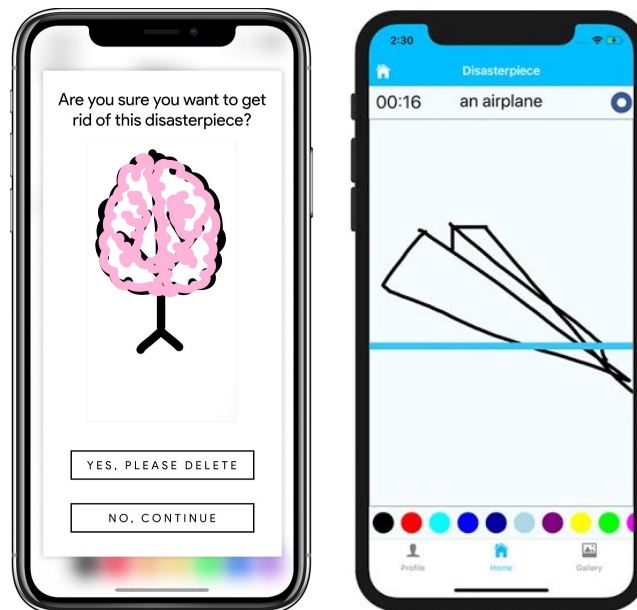 Are you sure you want to get
rid of this disasterpiece?
YES, PLEASE DELETE
NO, CONTINUE
2:30
Disasterpiece
00:16 an airplane
Profile Home Gallery